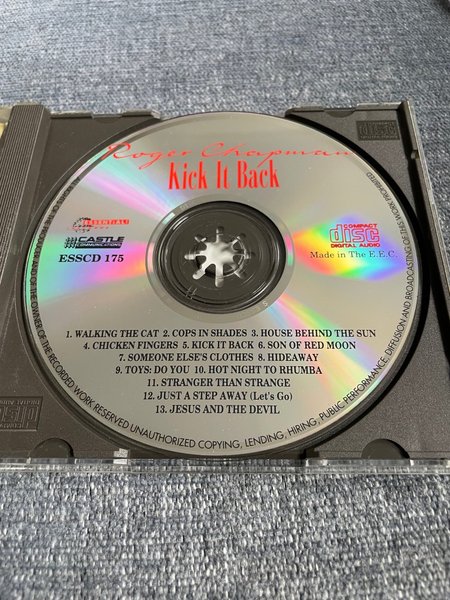 Roger Chapman
Kick It Back
ESSENTIAL!
CASTLE
COMMUNICATIONS
ESSCD 175
COMPACT
disc
DIGITAL AUDIO
Made in The E.E.C.
1. WALKING THE CAT 2. COPS IN SHADES 3. HOUSE BEHIND THE SUN
4. CHICKEN FINGERS 5. KICK IT BACK 6. SON OF RED MOON
7. SOMEONE ELSE'S CLOTHES 8. HIDEAWAY
9. TOYS: DO YOU 10. HOT NIGHT TO RHUMBA
11. STRANGER THAN STRANGE
12. JUST A STEP AWAY (Let's Go)
13. JESUS AND THE DEVIL
OF THE OWNER OF THE RECORDED WORK RESERVED UNAUTHORIZED COPYING, LENDING, HIRING, PUBLIC PERFORMANCE, DIFFUSION AND BROADCASTING OF THIS WORK PROHIBITED